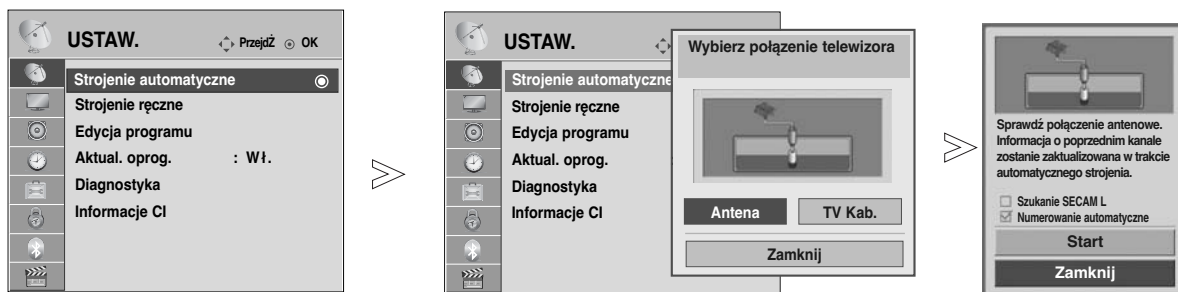 USTAW.
PrzejdŹ
OK
Strojenie automatyczne
Strojenie ręczne
Edycja programu
Aktual. oprog. : Wł.
Diagnostyka
Informacje CI
USTAW.
Strojenie automatyczne
Strojenie ręczne
Edycja programu
Aktual. oprog.
Diagnostyka
Informacje CI
Wybierz połązenie telewizora
Antena
TV Kab.
Zamknij
Sprawdź połączenie antenowe.
Informacja o poprzednim kanale
zostanie zaktualizowana w trakcie
automatycznego strojenia.
Szukanie SECAM L
Numerowanie automatyczne
Start
Zamknij